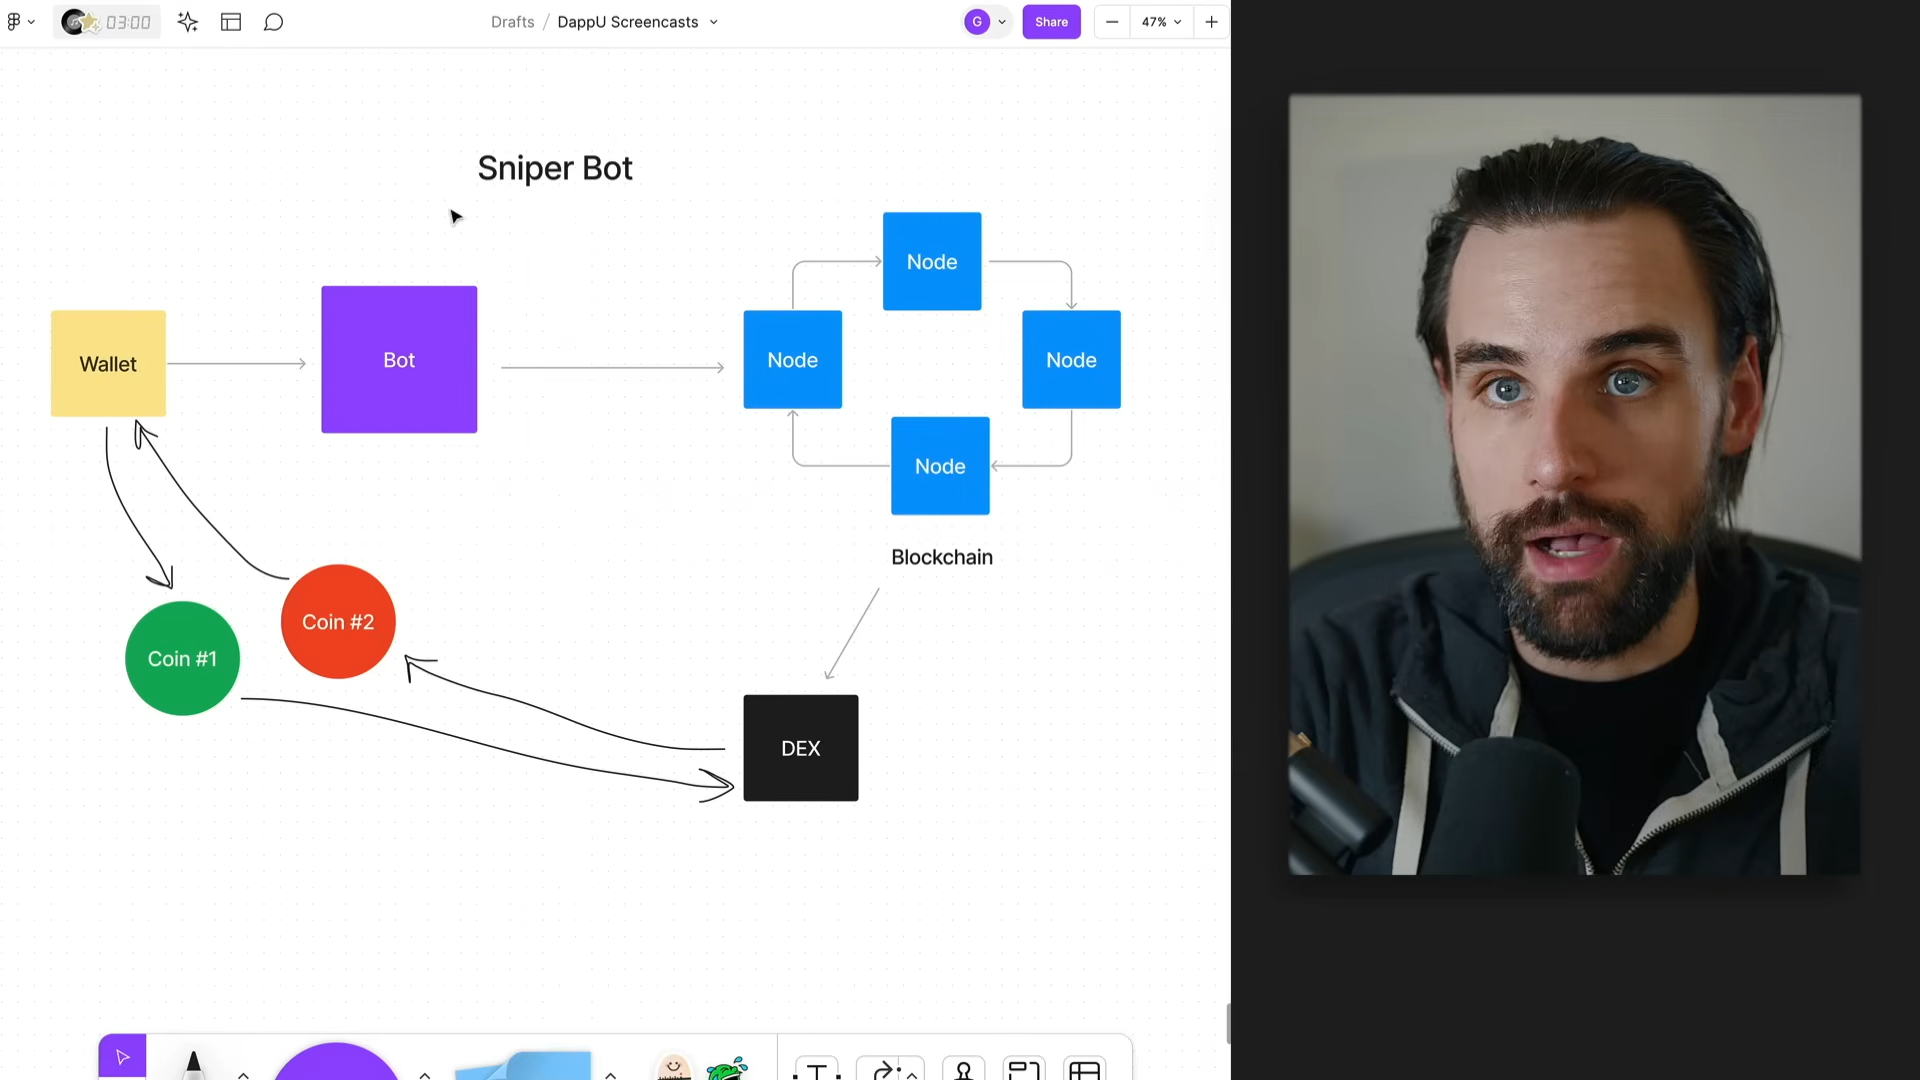 03:00
Drafts / DappU Screencasts
G
Share
47%
Sniper Bot
Node
Wallet
Bot
Node
Node
Node
Blockchain
Coin #2
Coin #1
DEX
T